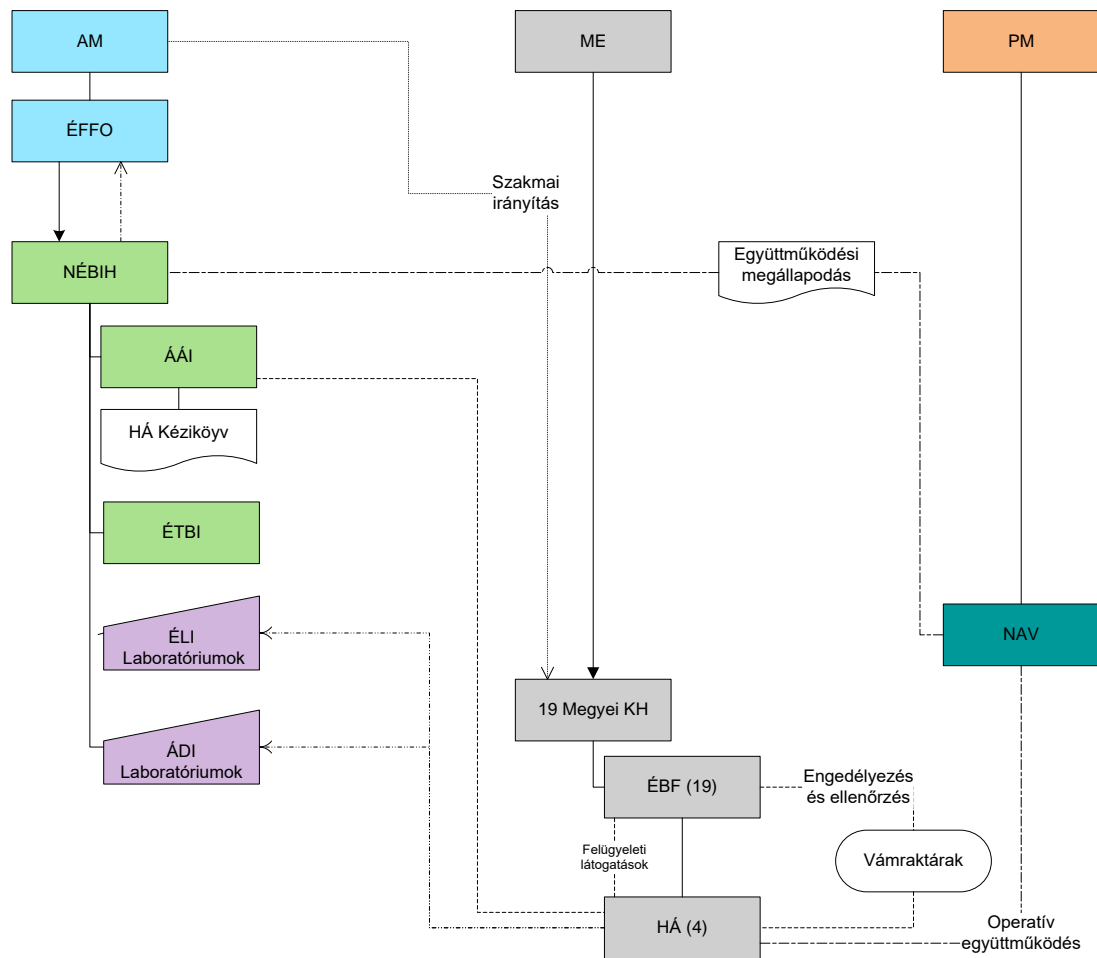 AM
ME
PM
ÉFFO
Szakmai
irányítás
NÉBIH
Együttműködési
megállapodás
ÁÁI
HÁ Kéziköyv
ÉTBI
ÉLI
Laboratóriumok
NAV
19 Megyei KH
ÁDI
Laboratóriumok
ÉBF (19)
Engedélyezés
és ellenőrzés
Felügyeleti
látogatások
Vámraktárak
HÁ (4)
Operatív
együttműködés